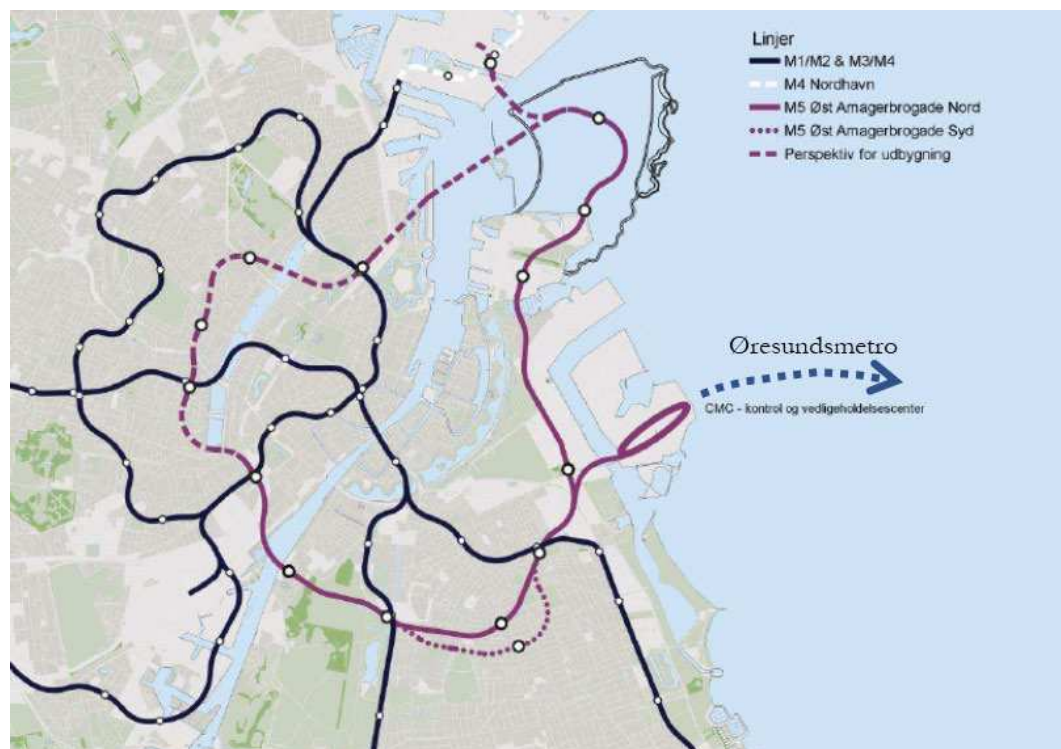 Linjer
M1/M2 & M3/M4
M4 Nordhavn
M5 Øst Amagerbrogade Nord
M5 Øst Amagerbrogade Syd
Perspektiv for udbygning
Øresundsmetro
CMC - kontrol og vedligeholdelsescenter